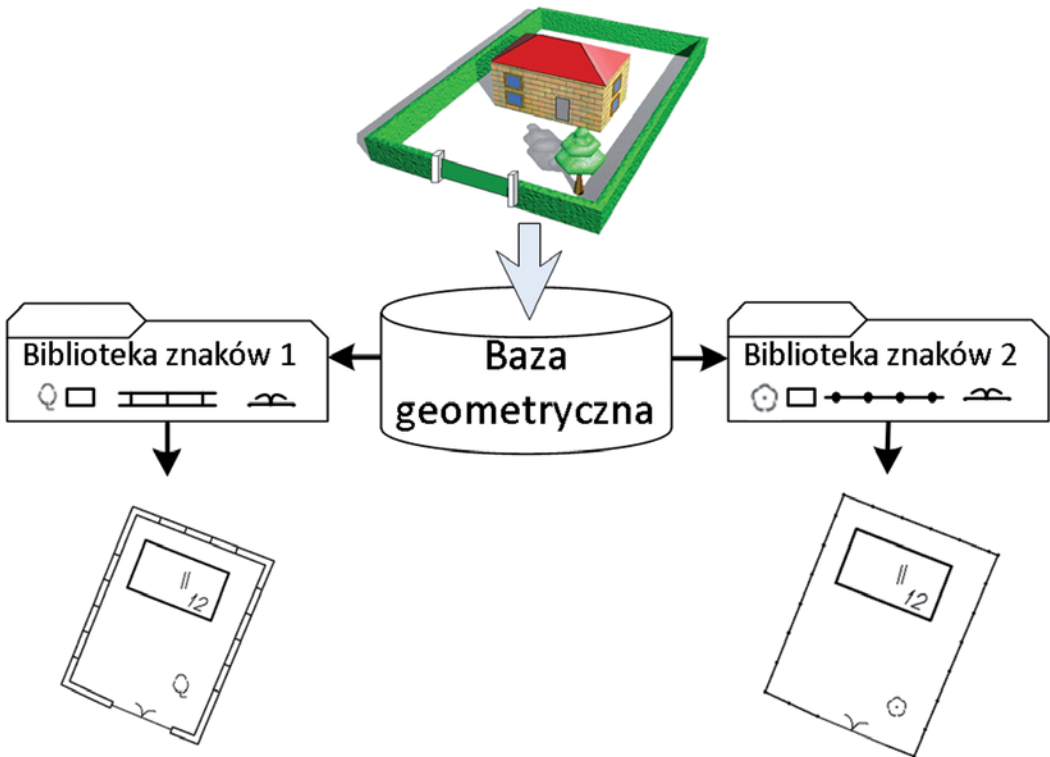 Baza
geometryczna
Biblioteka znaków 1
Biblioteka znaków 2
II
12
II
12